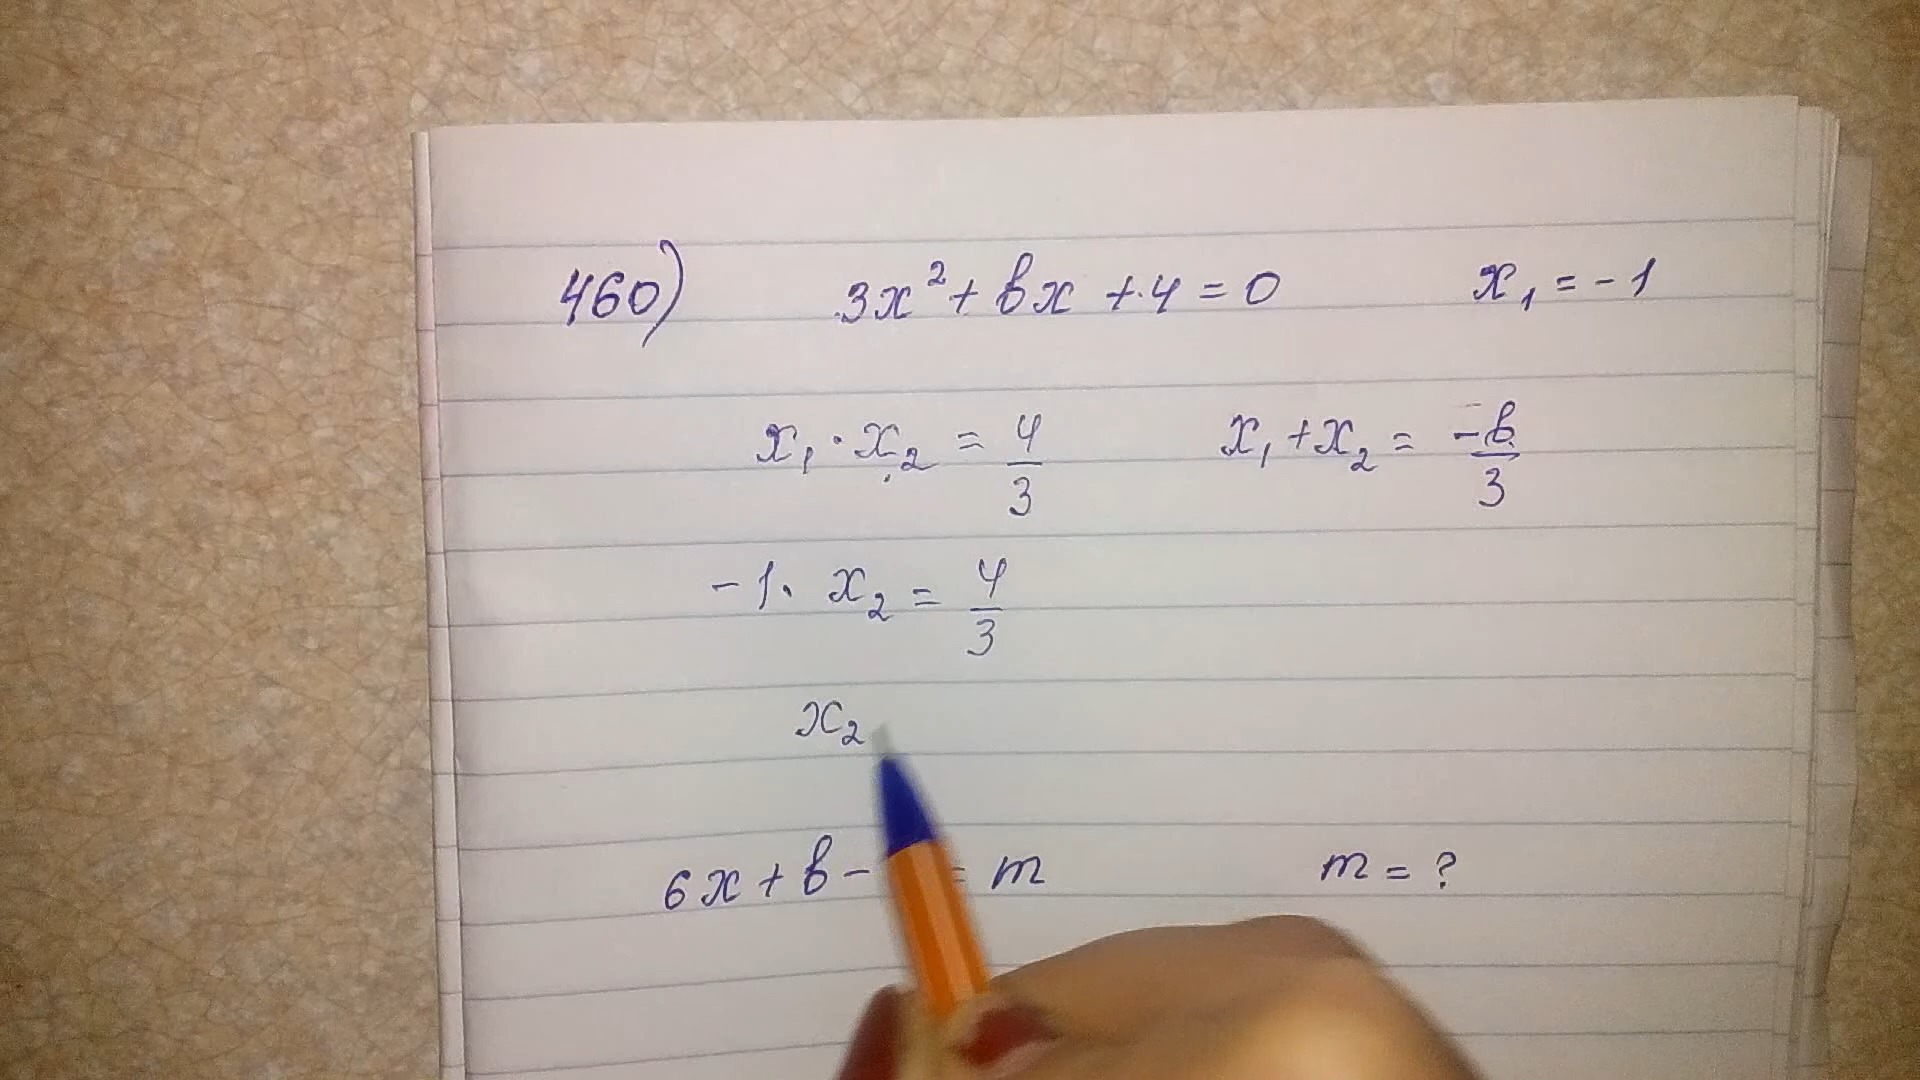 460) 3x² + bx + 4 = 0 x₁ = -1
x₁ · x₂ = 4/3 x₁ + x₂ = -b/3
-1 · x₂ = 4/3
x₂
6x + b - = m m = ?